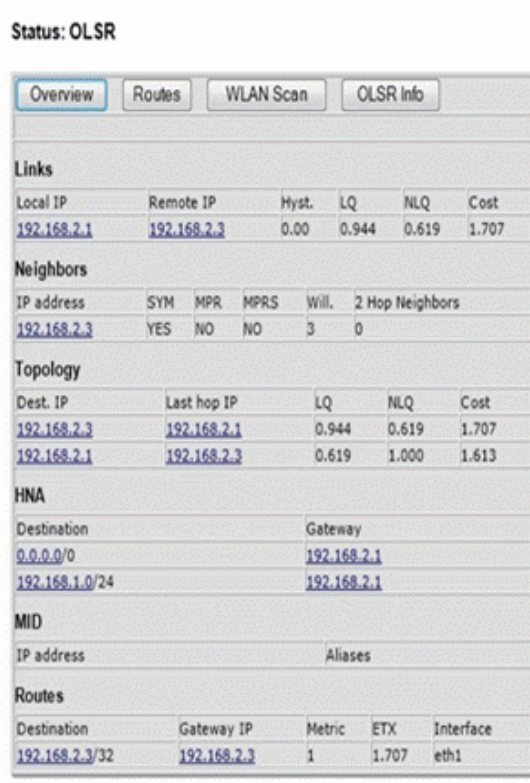 Status: OLSR
Overview Routes WLAN Scan OLSR Info
Links
Local IP Remote IP Hyst. LQ NLQ Cost
192.168.2.1 192.168.2.3 0.00 0.944 0.619 1.707
Neighbors
IP address SYM MPR MPRS Will. 2 Hop Neighbors
192.168.2.3 YES NO NO 3 0
Topology
Dest. IP Last hop IP LQ NLQ Cost
192.168.2.3 192.168.2.1 0.944 0.619 1.707
192.168.2.1 192.168.2.3 0.619 1.000 1.613
HNA
Destination Gateway
0.0.0.0/0 192.168.2.1
192.168.1.0/24 192.168.2.1
MID
IP address Aliases
Routes
Destination Gateway IP Metric ETX Interface
192.168.2.3/32 192.168.2.3 1 1.707 eth1